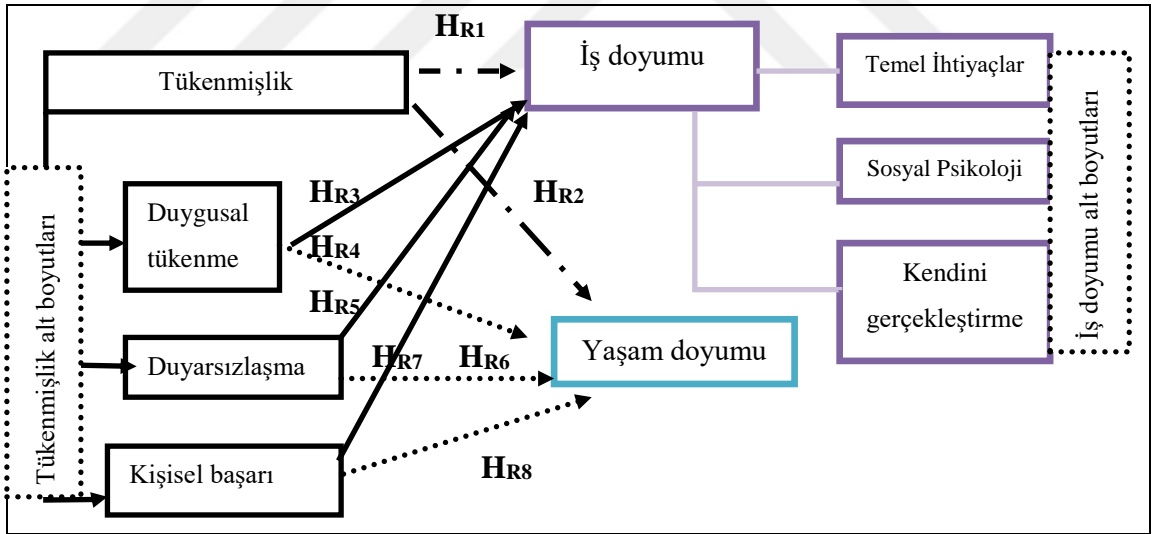 HR1
İş doyumu
Temel İhtiyaçlar
Tükenmişlik
İş doyumu alt boyutları
Sosyal Psikoloji
Tükenmişlik alt boyutları
Duygusal
tükenme
HR3
HR2
HR4
Kendini
gerçekleştirme
HR5
Yaşam doyumu
Duyarsızlaşma
HR7
HR6
Kişisel başarı
HR8